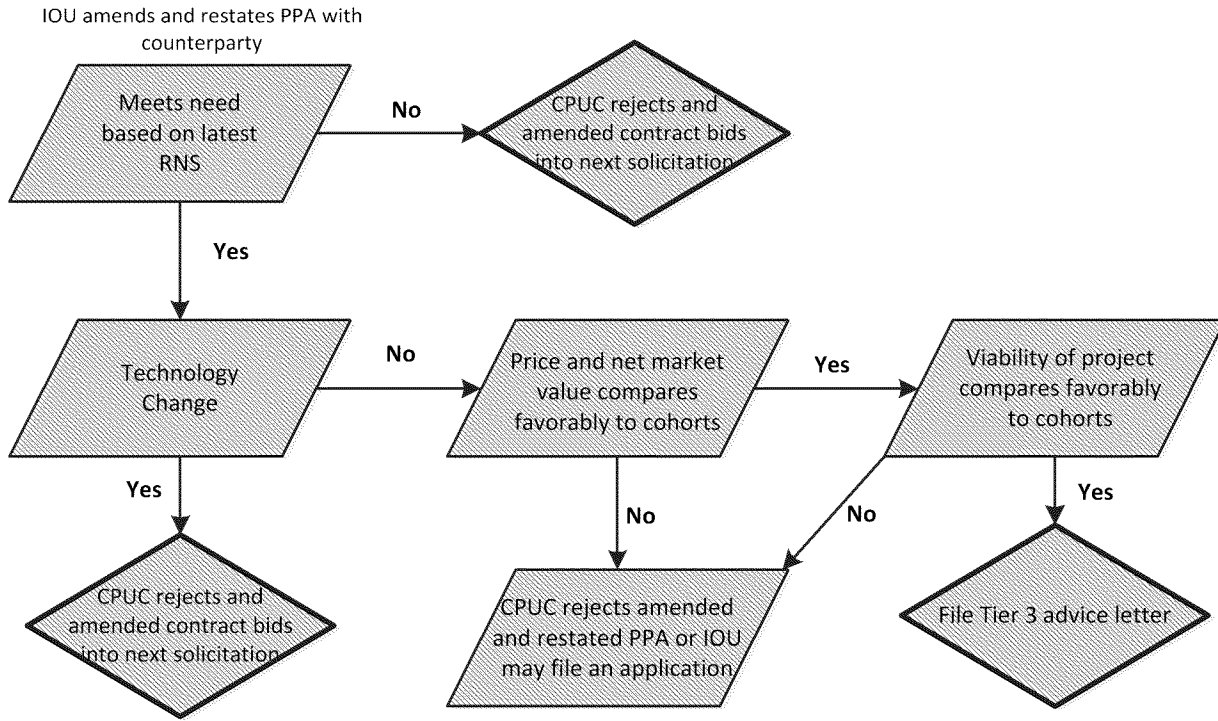 IOU amends and restates PPA with
counterparty
Meets need
based on latest
RNS
No
CPUC rejects and
amended contract bids
into next solicitation
Yes
Technology
Change
No
Price and net market
value compares
favorably to cohorts
Yes
Viability of project
compares favorably
to cohorts
Yes
No
No
Yes
CPUC rejects and
amended contract bids
into next solicitation
CPUC rejects amended
and restated PPA or IOU
may file an application
File Tier 3 advice letter